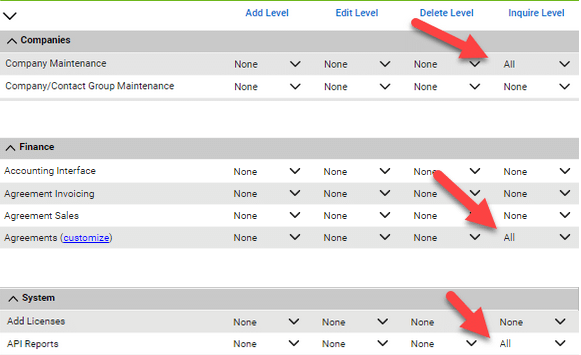 Add Level Edit Level Delete Level Inquire Level
Companies
Company Maintenance None None None All
Company/Contact Group Maintenance None None None None
Finance
Accounting Interface None None None None
Agreement Invoicing None None None None
Agreement Sales None None None None
Agreements (customize) None None None All
System
Add Licenses None None None None
API Reports None None None All